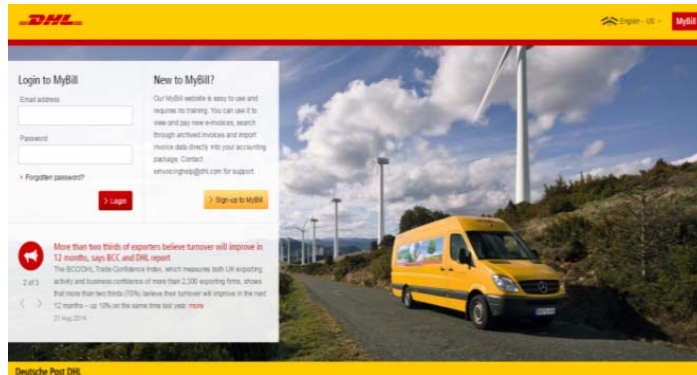 DHL
English - US
MyBill
Login to MyBill
Email address
Password
Forgotten password?
Login
New to MyBill?
Our MyBill website is easy to use and
requires no training. You can use it to
view and pay new e-invoices, search
through archived invoices and import
invoice data directly into your accounting
package. Contact
einvoicinghelp@dhl.com for support.
Sign-up to MyBill
More than two thirds of exporters believe turnover will improve in
12 months, says BCC and DHL report
The BCC/DHL Trade Confidence Index, which measures both UK exporting
activity and business confidence of more than 2,300 exporting firms, shows
that more than two thirds (70%) believe their turnover will improve in the next
12 months – up 10% on the same time last year. more
21 Aug 2014
2 of 3
Deutsche Post DHL